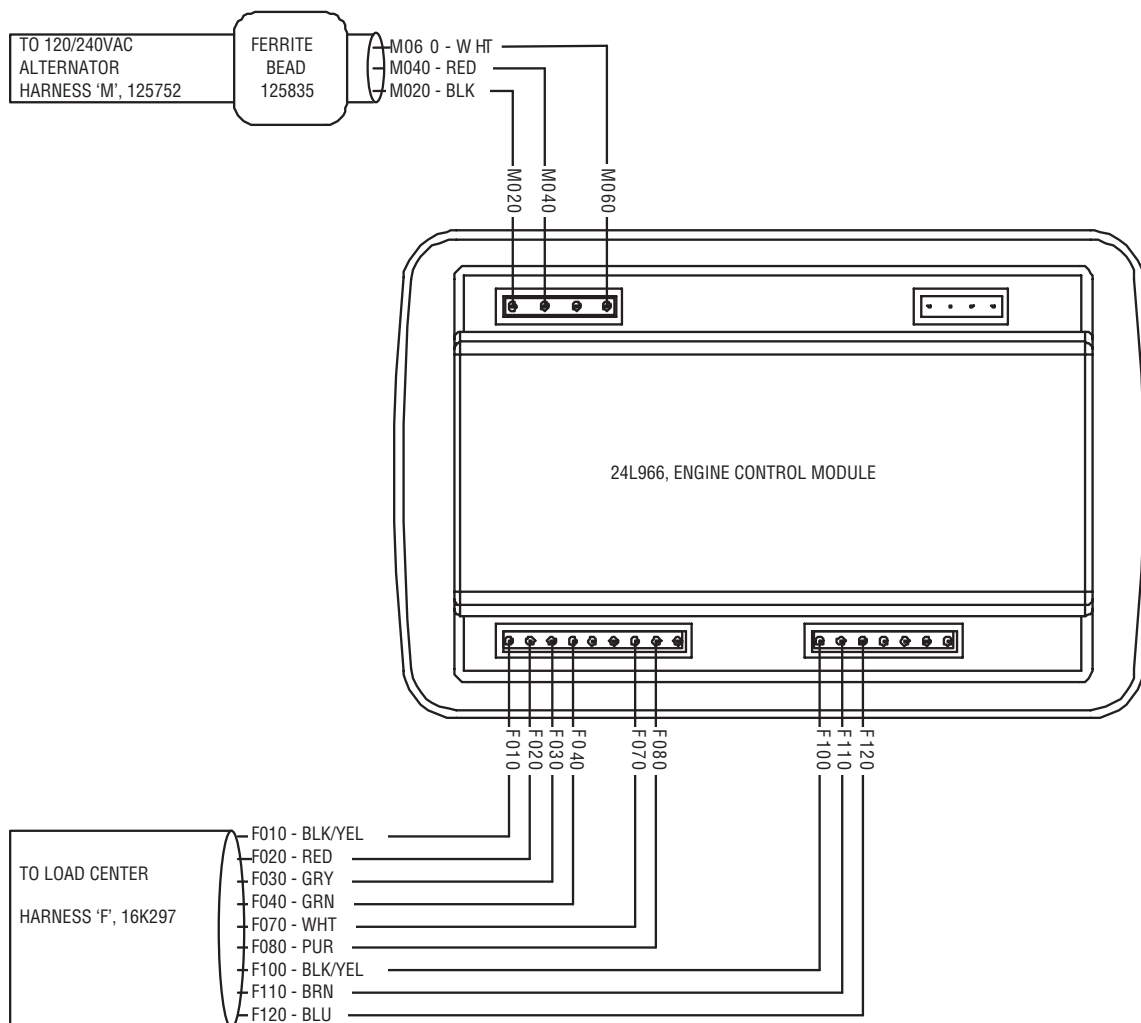 TO 120/240VAC
ALTERNATOR
HARNESS ‘M’, 125752
FERRITE
BEAD
125835
M06 0 - W HT
M040 - RED
M020 - BLK
M020
M040
M060
24L966, ENGINE CONTROL MODULE
F010
F020
F030
F040
F070
F080
F100
F110
F120
TO LOAD CENTER
HARNESS ‘F’, 16K297
F010 - BLK/YEL
F020 - RED
F030 - GRY
F040 - GRN
F070 - WHT
F080 - PUR
F100 - BLK/YEL
F110 - BRN
F120 - BLU